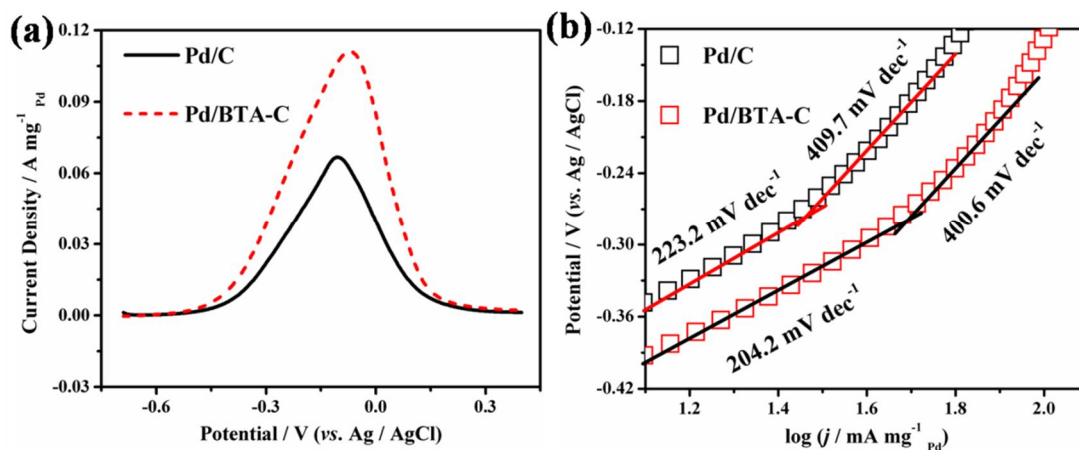 (a)
Pd/C
Pd/BTA-C
0.12
0.09
0.06
0.03
0.00
-0.03
Current Density / A mg⁻¹ Pd
-0.6
-0.3
0.0
0.3
Potential / V (vs. Ag / AgCl)
(b)
Pd/C
Pd/BTA-C
409.7 mV dec⁻¹
223.2 mV dec⁻¹
400.6 mV dec⁻¹
204.2 mV dec⁻¹
-0.12
-0.18
-0.24
-0.30
-0.36
-0.42
Potential / V (vs. Ag / AgCl)
1.2
1.4
1.6
1.8
2.0
log (j / mA mg⁻¹ Pd)